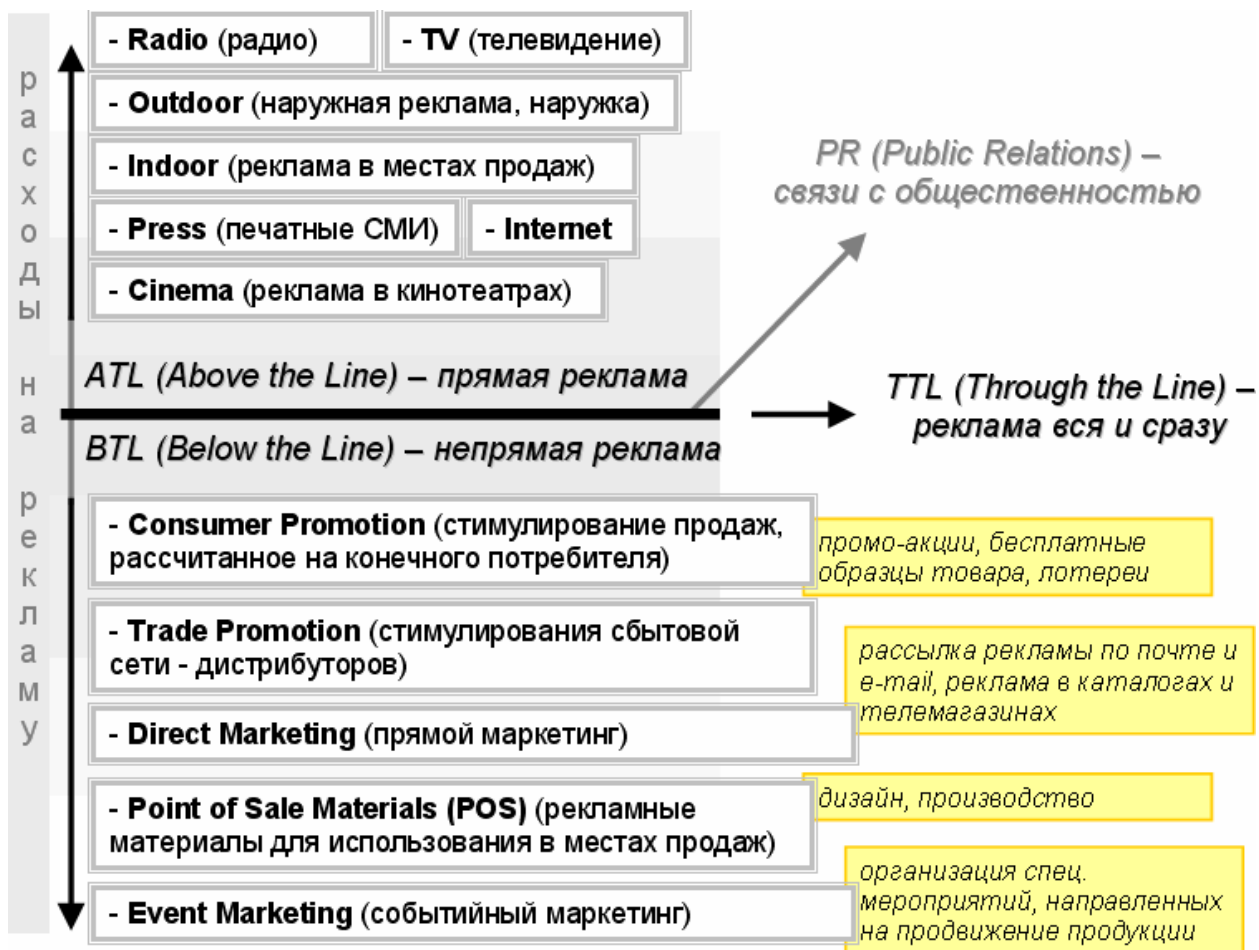 расходы на рекламу
- Radio (радио)
- TV (телевидение)
- Outdoor (наружная реклама, наружка)
- Indoor (реклама в местах продаж)
- Press (печатные СМИ)
- Internet
- Cinema (реклама в кинотеатрах)
PR (Public Relations) –
связи с общественностью
ATL (Above the Line) – прямая реклама
BTL (Below the Line) – непрямая реклама
TTL (Through the Line) –
реклама вся и сразу
- Consumer Promotion (стимулирование продаж,
рассчитанное на конечного потребителя)
промо-акции, бесплатные
образцы товара, лотереи
- Trade Promotion (стимулирования сбытовой
сети - дистрибуторов)
- Direct Marketing (прямой маркетинг)
рассылка рекламы по почте и
e-mail, реклама в каталогах и
телемагазинах
- Point of Sale Materials (POS) (рекламные
материалы для использования в местах продаж)
дизайн, производство
- Event Marketing (событийный маркетинг)
организация спец.
мероприятий, направленных
на продвижение продукции